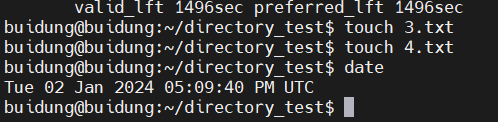 valid_lft 1496sec preferred_lft 1496sec
buidung@buidung:~/directory_test$ touch 3.txt
buidung@buidung:~/directory_test$ touch 4.txt
buidung@buidung:~/directory_test$ date
Tue 02 Jan 2024 05:09:40 PM UTC
buidung@buidung:~/directory_test$